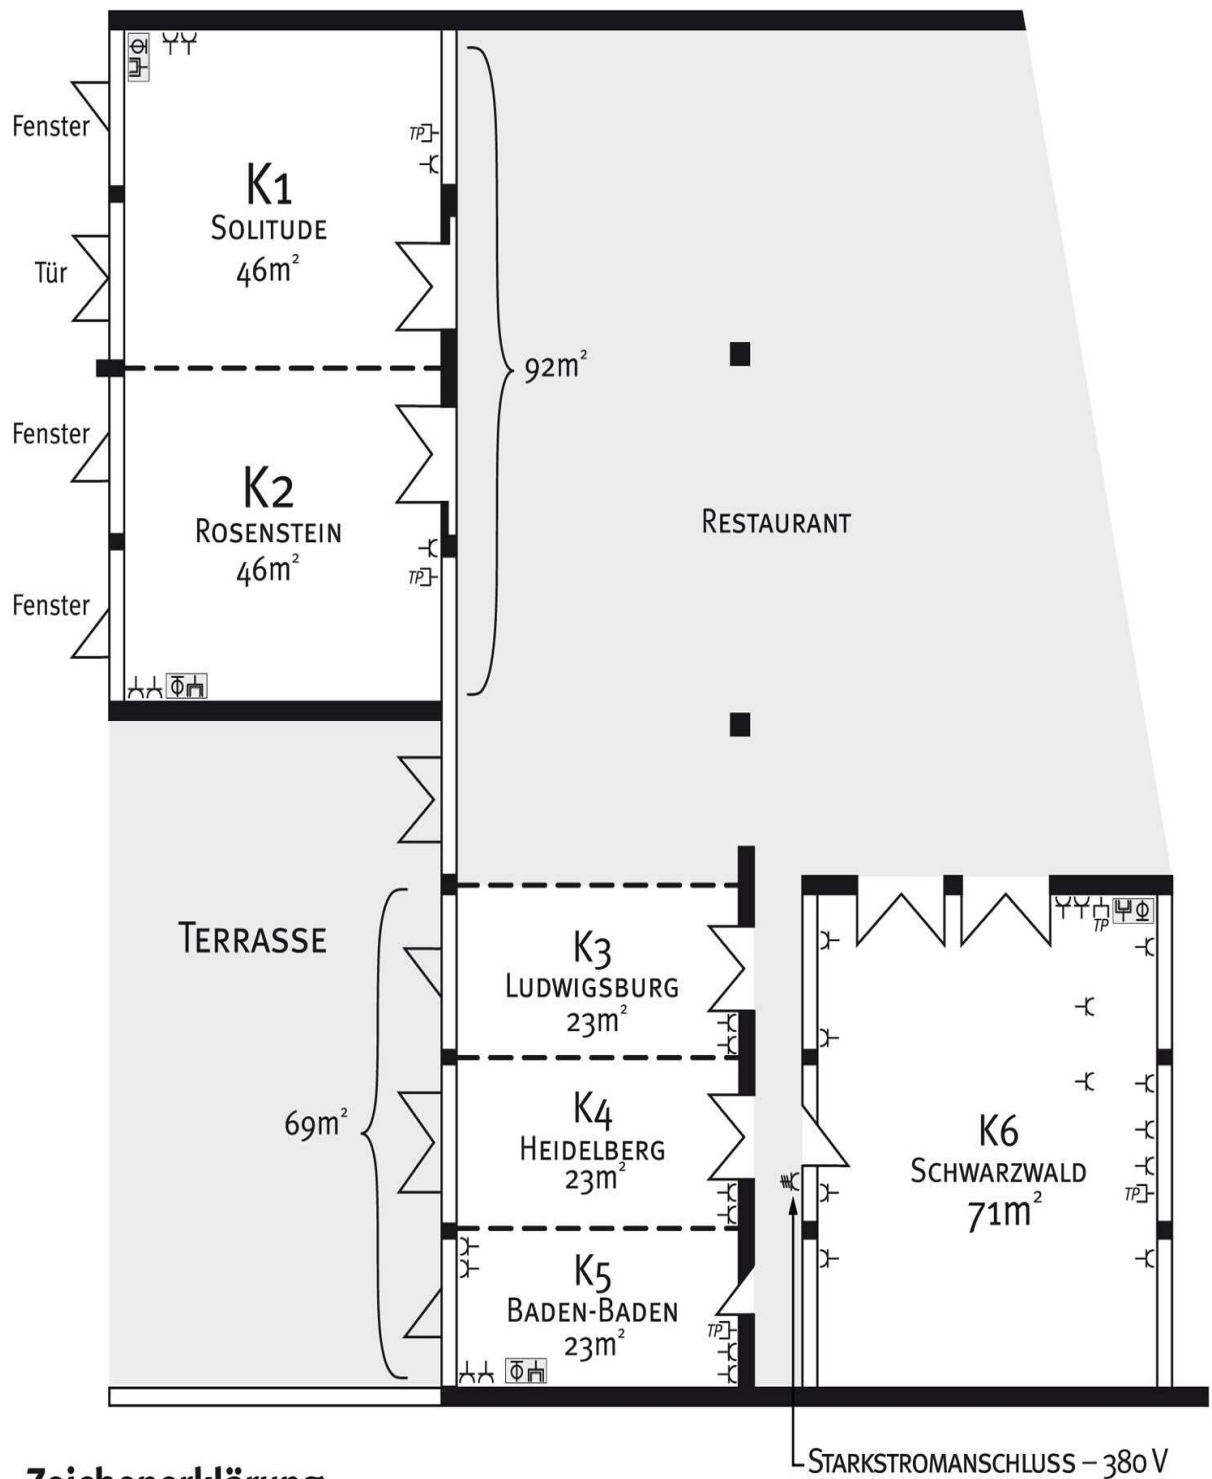 Fenster
TP
K1
SOLITUDE
46m²
Tür
92m²
Fenster
K2
ROSENSTEIN
46m²
TP
RESTAURANT
Fenster
TERRASSE
TP
K3
LUDWIGSBURG
23m²
69m²
K4
HEIDELBERG
23m²
K6
SCHWARZWALD
71m²
TP
K5
BADEN-BADEN
23m²
TP
STARKSTROMANSCHLUSS – 380 V
Zeichenerklärung